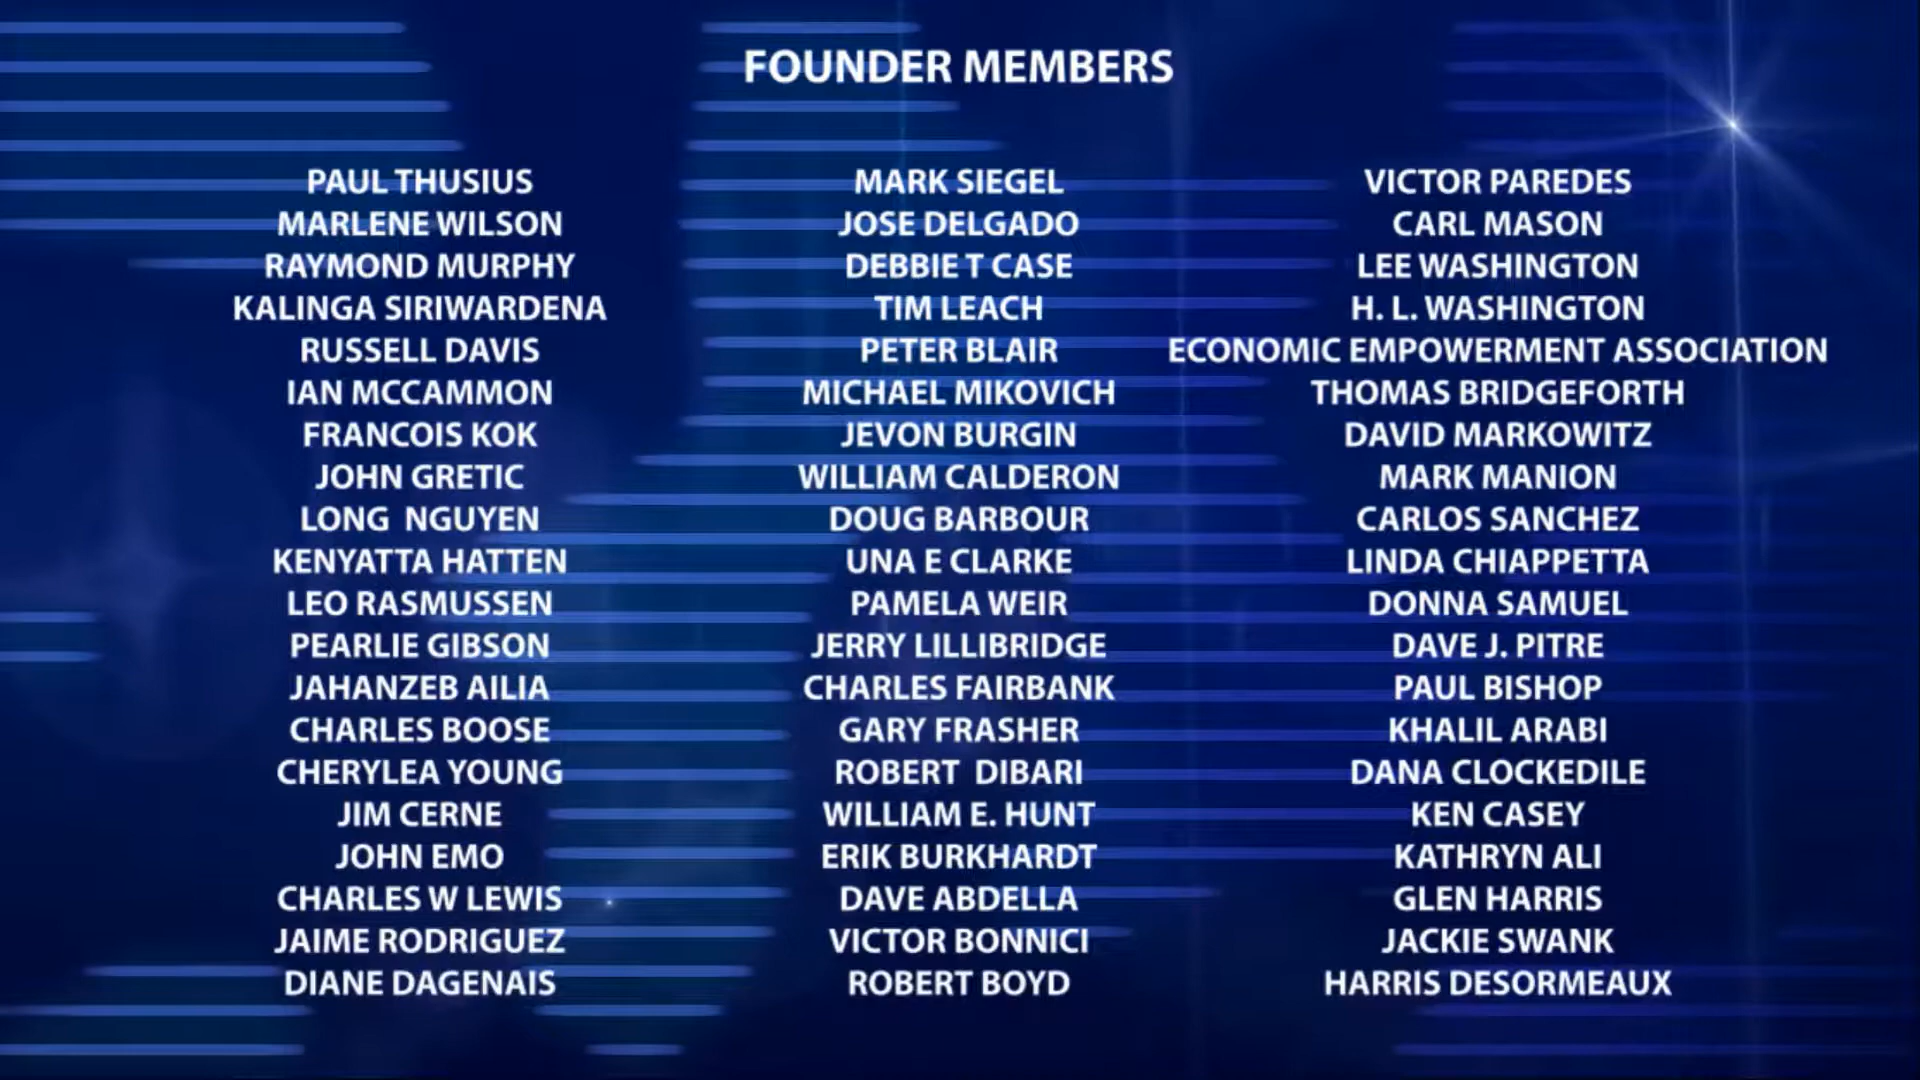 FOUNDER MEMBERS
PAUL THUSIUS
MARLENE WILSON
RAYMOND MURPHY
KALINGA SIRIWARDENA
RUSSELL DAVIS
IAN MCCAMMON
FRANCOIS KOK
JOHN GRETIC
LONG  NGUYEN
KENYATTA HATTEN
LEO RASMUSSEN
PEARLIE GIBSON
JAHANZEB AILIA
CHARLES BOOSE
CHERYLEA YOUNG
JIM CERNE
JOHN EMO
CHARLES W LEWIS
JAIME RODRIGUEZ
DIANE DAGENAIS
MARK SIEGEL
JOSE DELGADO
DEBBIE T CASE
TIM LEACH
PETER BLAIR
MICHAEL MIKOVICH
JEVON BURGIN
WILLIAM CALDERON
DOUG BARBOUR
UNA E CLARKE
PAMELA WEIR
JERRY LILLIBRIDGE
CHARLES FAIRBANK
GARY FRASHER
ROBERT  DIBARI
WILLIAM E. HUNT
ERIK BURKHARDT
DAVE ABDELLA
VICTOR BONNICI
ROBERT BOYD
VICTOR PAREDES
CARL MASON
LEE WASHINGTON
H. L. WASHINGTON
ECONOMIC EMPOWERMENT ASSOCIATION
THOMAS BRIDGEFORTH
DAVID MARKOWITZ
MARK MANION
CARLOS SANCHEZ
LINDA CHIAPPETTA
DONNA SAMUEL
DAVE J. PITRE
PAUL BISHOP
KHALIL ARABI
DANA CLOCKEDILE
KEN CASEY
KATHRYN ALI
GLEN HARRIS
JACKIE SWANK
HARRIS DESORMEAUX